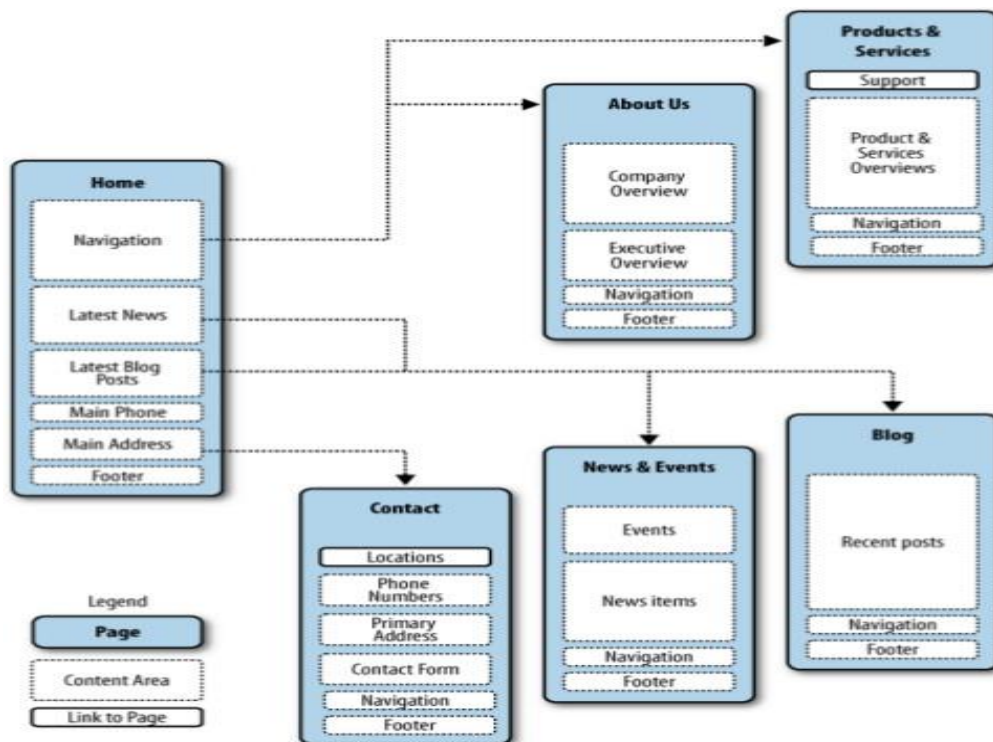 Home
Navigation
Latest News
Latest Blog
Posts
Main Phone
Main Address
Footer
Legend
Page
Content Area
Link to Page
Contact
Locations
Phone
Numbers
Primary
Address
Contact Form
Navigation
Footer
About Us
Company
Overview
Executive
Overview
Navigation
Footer
News & Events
Events
News items
Navigation
Footer
Products &
Services
Support
Product &
Services
Overviews
Navigation
Footer
Blog
Recent posts
Navigation
Footer